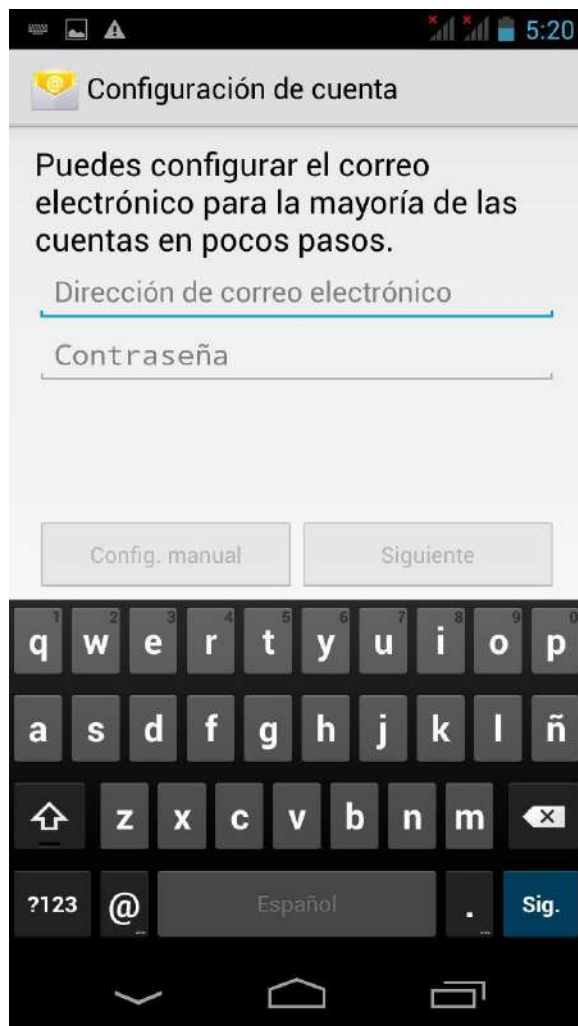 5:20
Configuración de cuenta
Puedes configurar el correo
electrónico para la mayoría de las
cuentas en pocos pasos.
Dirección de correo electrónico
Contraseña
Config. manual Siguiente
1 2 3 4 5 6 7 8 9 0
q w e r t y u i o p
a s d f g h j k l ñ
z x c v b n m
?123 @ Español . Sig.